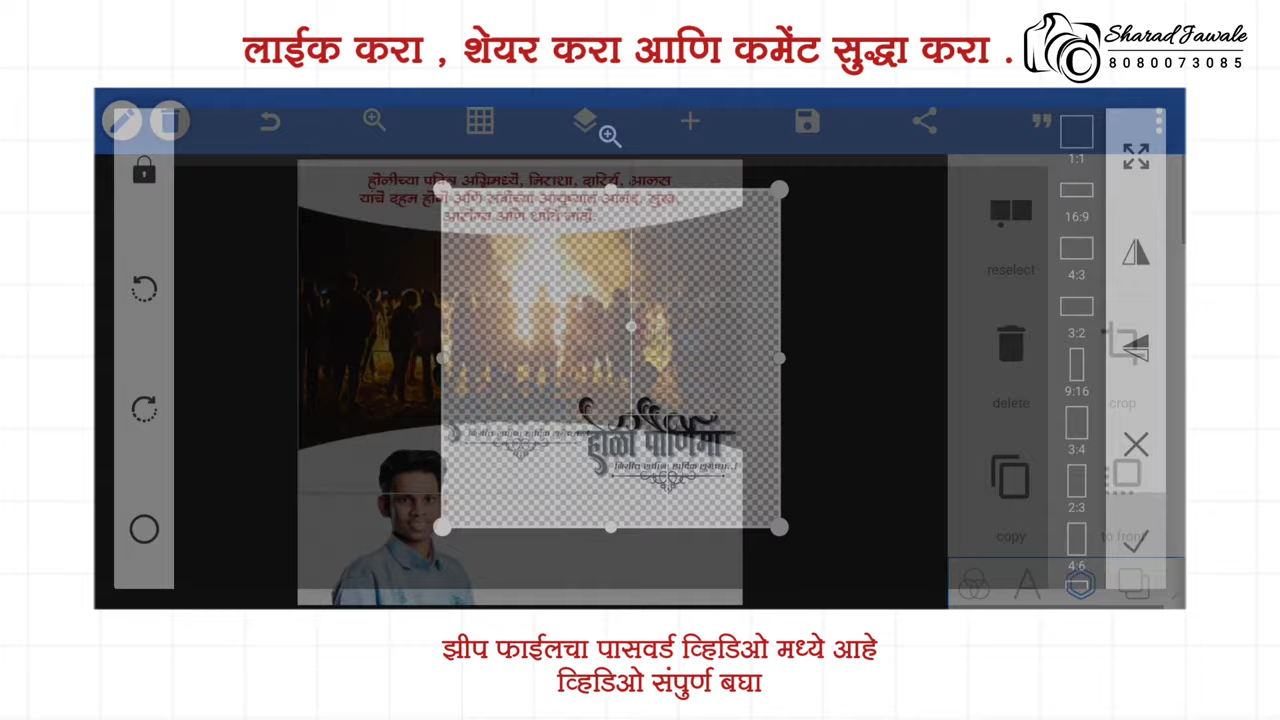 लाईक करा , शेयर करा आणि कमेंट सुद्धा करा .
Sharad Jawale
8080073085
होळीच्या पवित्र अग्निमध्ये, निराशा, दारिद्र्य, आळस
यांचे दहन होवो आणि सर्वांच्या आयुष्यात आनंद, सुख
आरोग्य आणि शांति नांदो.
1:1
16:9
4:3
3:2
9:16
3:4
2:3
4:6
reselect
delete
crop
copy
to front
होळी पौर्णिमा
झीप फाईलचा पासवर्ड व्हिडिओ मध्ये आहे
व्हिडिओ संपुर्ण बघा